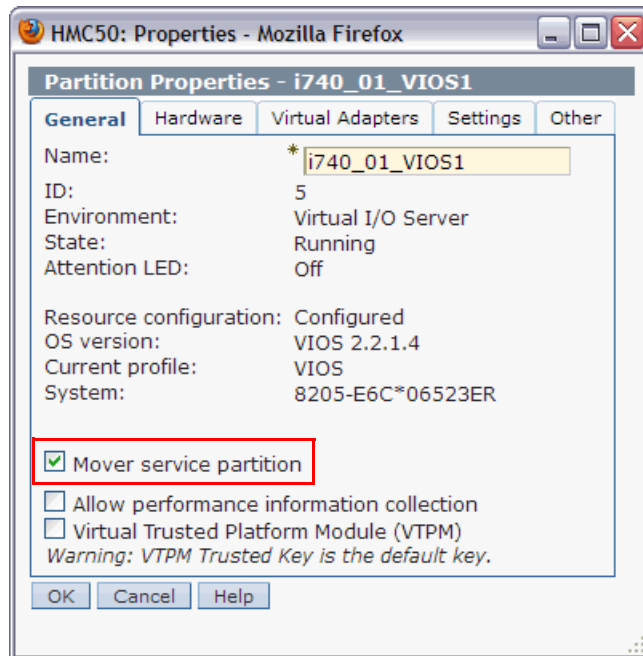 HMC50: Properties - Mozilla Firefox
Partition Properties - i740_01_VIOS1
General Hardware Virtual Adapters Settings Other
Name: * i740_01_VIOS1
ID: 5
Environment: Virtual I/O Server
State: Running
Attention LED: Off
Resource configuration: Configured
OS version: VIOS 2.2.1.4
Current profile: VIOS
System: 8205-E6C*06523ER
Mover service partition
Allow performance information collection
Virtual Trusted Platform Module (VTPM)
Warning: VTPM Trusted Key is the default key.
OK Cancel Help